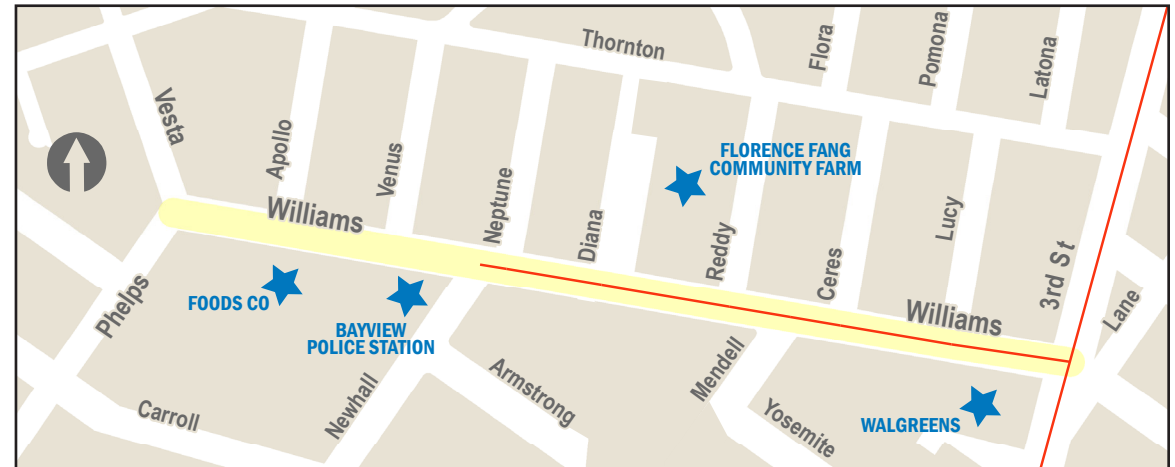 Thornton
Flora
Pomona
Latona
Vesta
Apollo
Venus
Neptune
Diana
FLORENCE FANG
COMMUNITY FARM
Reddy
Ceres
Lucy
3rd St
Lane
Williams
Williams
Phelps
FOODS CO
BAYVIEW
POLICE STATION
Newhall
Armstrong
Mendell
Yosemite
WALGREENS
Carroll